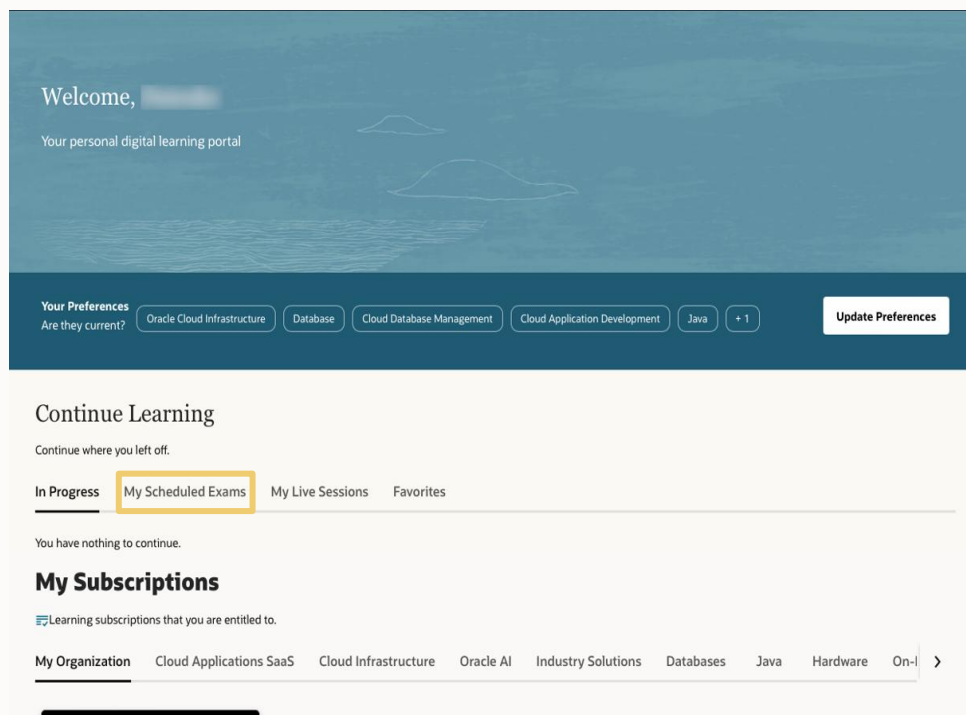 Welcome,
Your personal digital learning portal
Your Preferences
Are they current?
Oracle Cloud Infrastructure
Database
Cloud Database Management
Cloud Application Development
Java
+ 1
Update Preferences
Continue Learning
Continue where you left off.
In Progress My Scheduled Exams My Live Sessions Favorites
You have nothing to continue.
My Subscriptions
Learning subscriptions that you are entitled to.
My Organization Cloud Applications SaaS Cloud Infrastructure Oracle AI Industry Solutions Databases Java Hardware